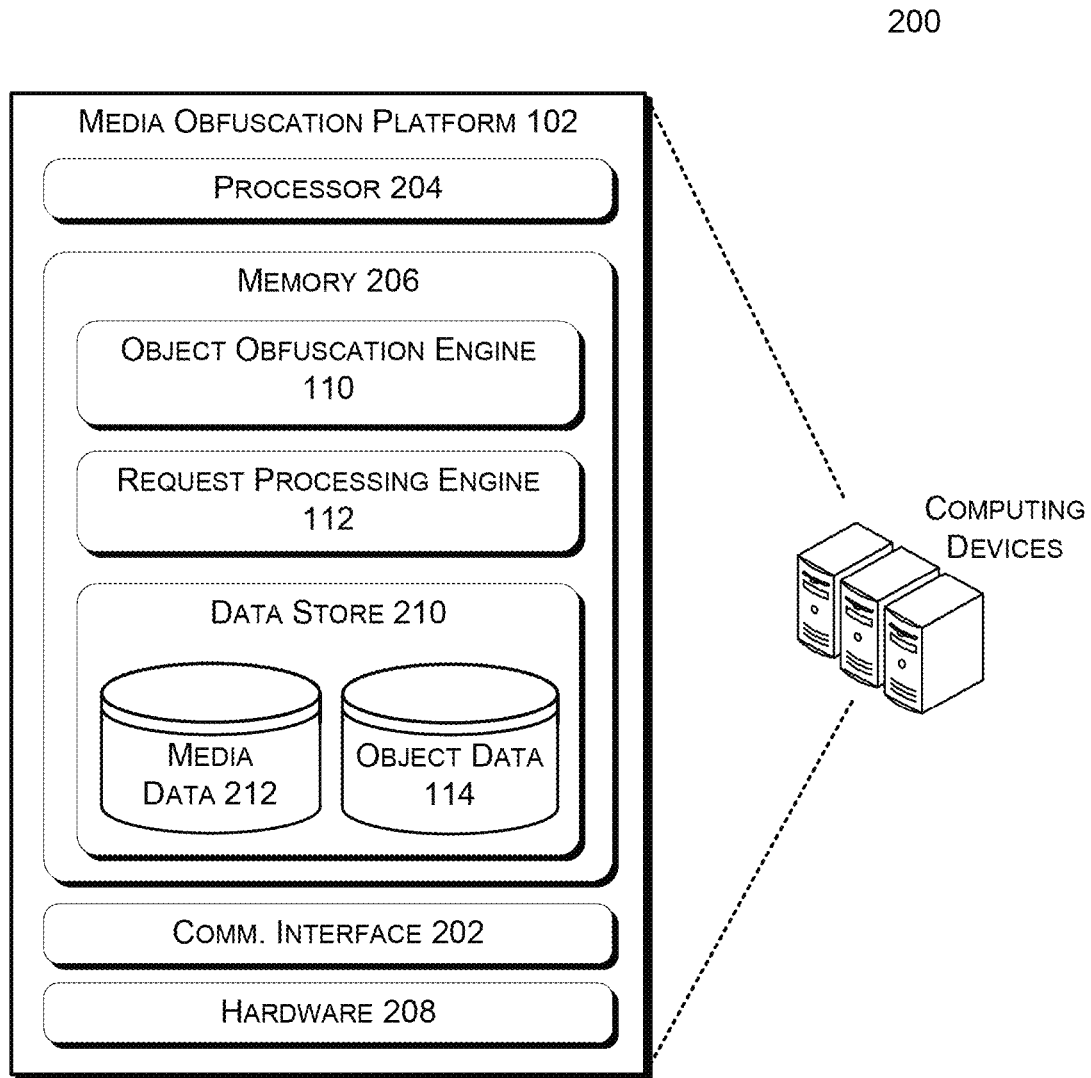 200
MEDIA OBFUSCATION PLATFORM 102
PROCESSOR 204
MEMORY 206
OBJECT OBFUSCATION ENGINE
110
REQUEST PROCESSING ENGINE
112
DATA STORE 210
MEDIA
DATA 212
OBJECT DATA
114
COMM. INTERFACE 202
HARDWARE 208
COMPUTING
DEVICES